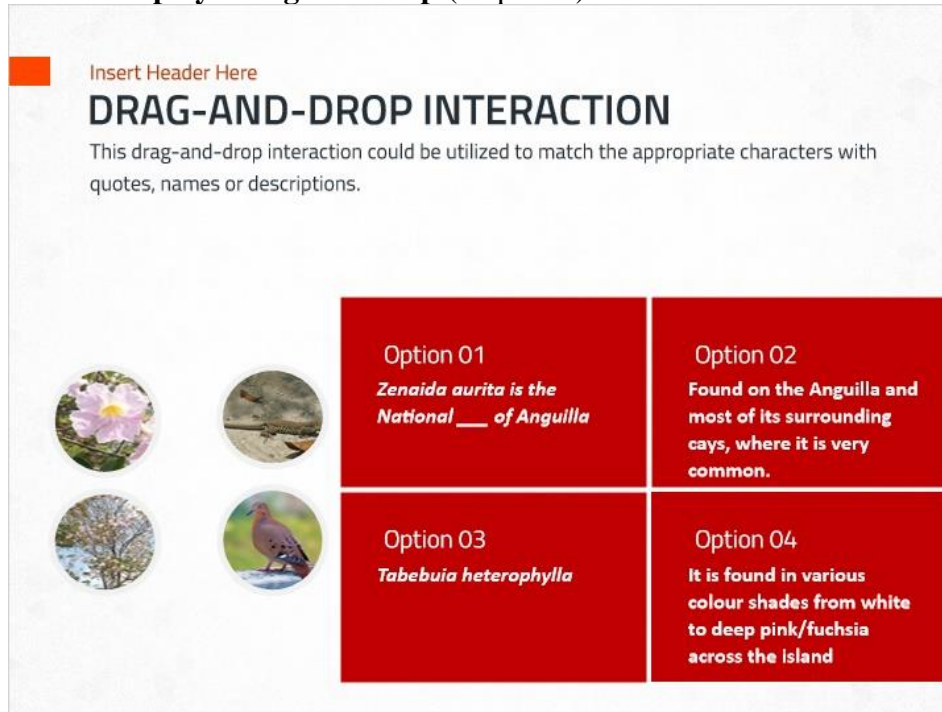 Insert Header Here
DRAG-AND-DROP INTERACTION
This drag-and-drop interaction could be utilized to match the appropriate characters with
quotes, names or descriptions.
Option 01
Zenaida aurita is the
National ___ of Anguilla
Option 02
Found on the Anguilla and
most of its surrounding
cays, where it is very
common.
Option 03
Tabebuia heterophylla
Option 04
It is found in various
colour shades from white
to deep pink/fuchsia
across the island